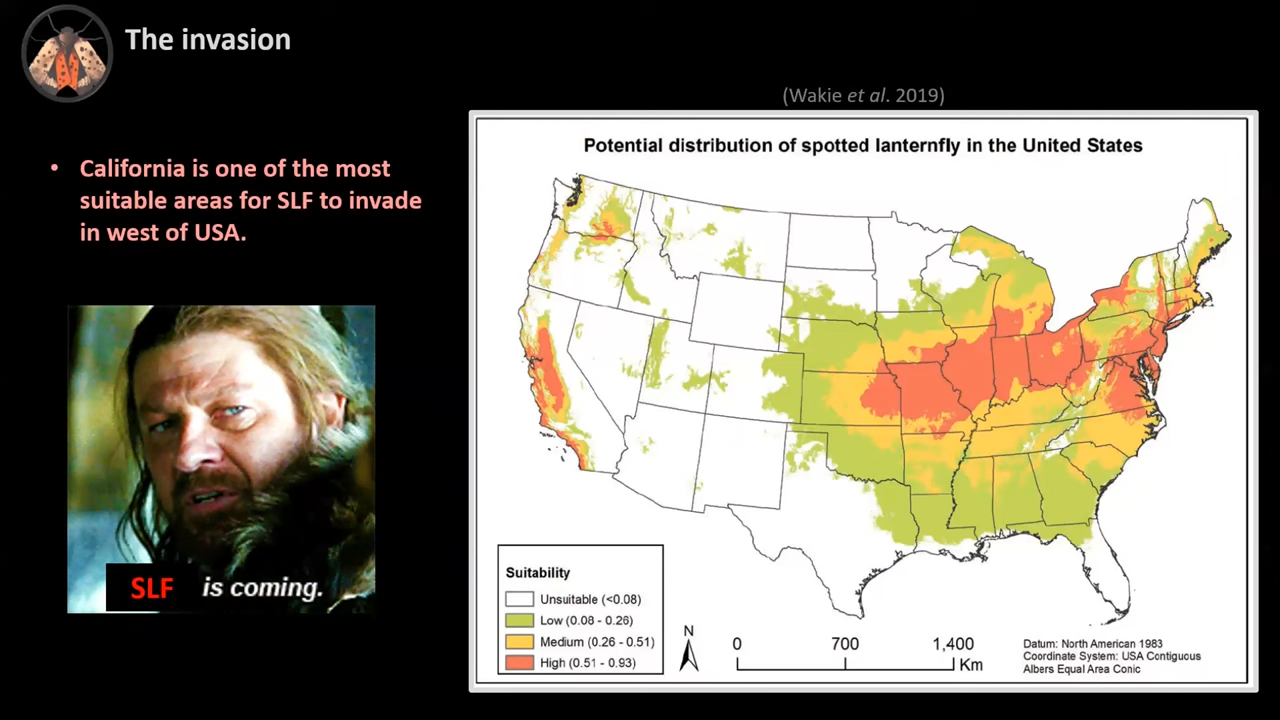 The invasion
• California is one of the most
suitable areas for SLF to invade
in west of USA.
SLF is coming.
(Wakie et al. 2019)
Potential distribution of spotted lanternfly in the United States
Suitability
Unsuitable (<0.08)
Low (0.08 - 0.26)
Medium (0.26 - 0.51)
High (0.51 - 0.93)
N
0 700 1,400
Km
Datum: North American 1983
Coordinate System: USA Contiguous
Albers Equal Area Conic